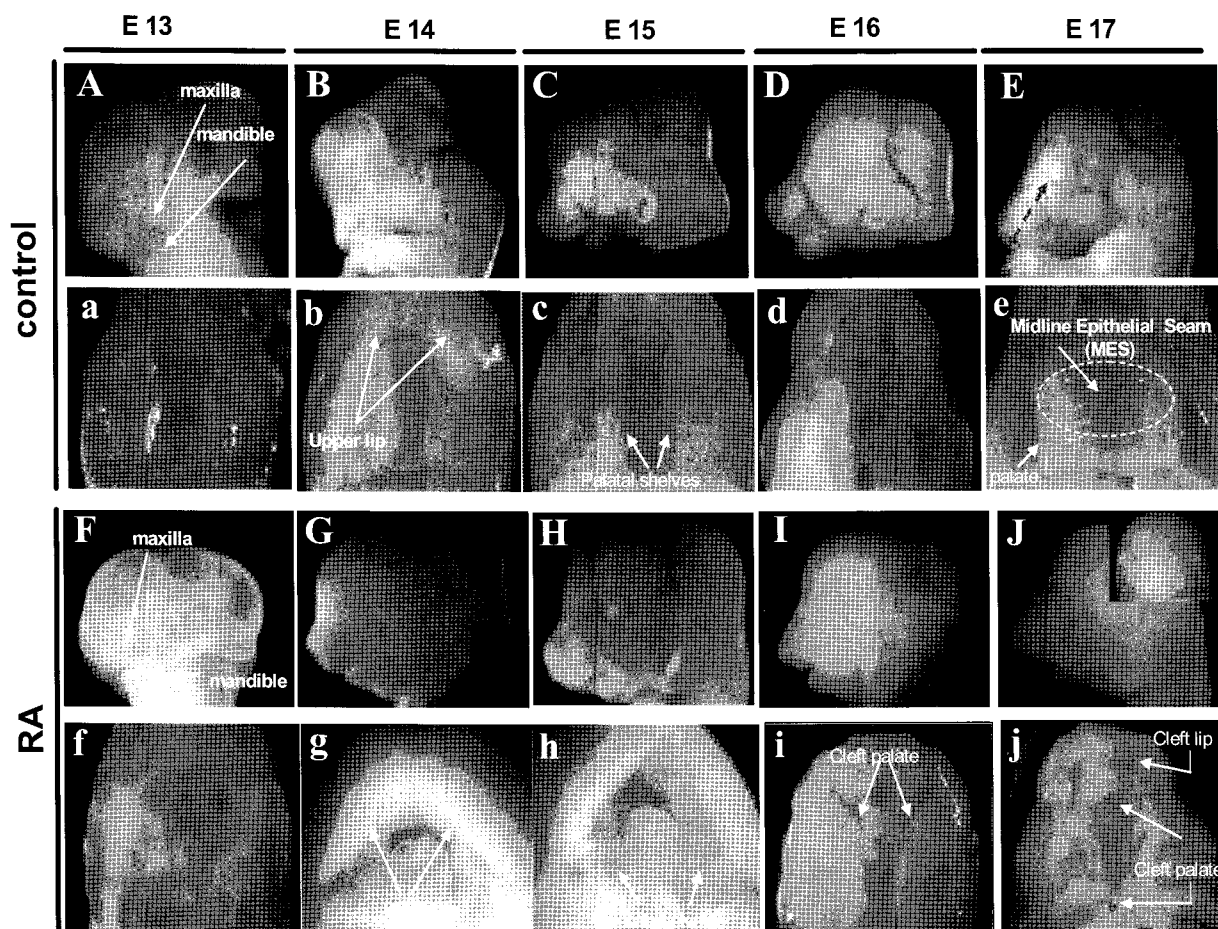 E 13 E 14 E 15 E 16 E 17
control
A
maxilla
mandible
B
C
D
E
a
b
Upper lip
c
Palatal shelves
d
e
Midline Epithelial Seam
(MES)
palate
RA
F
maxilla
mandible
G
H
I
J
f
g
h
i
Cleft palate
j
Cleft lip
Cleft palate